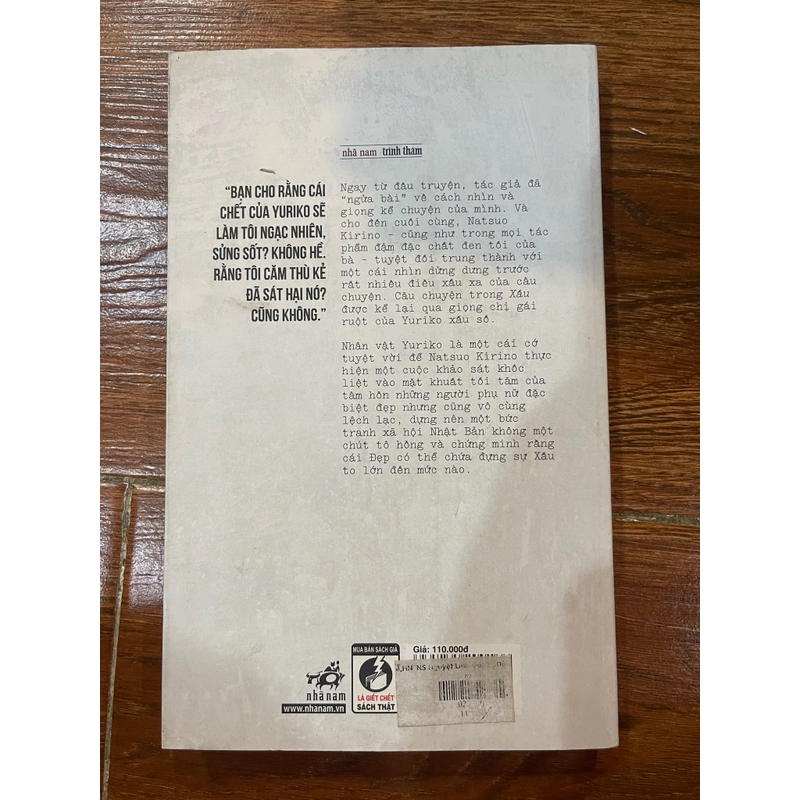 nhã nam trinh thám
“BẠN CHO RẰNG CÁI
CHẾT CỦA YURIKO SẼ
LÀM TÔI NGẠC NHIÊN,
SỬNG SỐT? KHÔNG HỀ.
RẰNG TÔI CĂM THÙ KẺ
ĐÃ SÁT HẠI NÓ?
CŨNG KHÔNG.”
Ngay từ đầu truyện, tác giả đã
“ngửa bài” về cách nhìn và
giọng kể chuyện của mình. Và
cho đến cuối cùng, Natsuo
Kirino - cũng như trong mọi tác
phẩm đậm đặc chất đen tối của
bà - tuyệt đối trung thành với
một cái nhìn dửng dưng trước
rất nhiều điều xấu xa của câu
chuyện. Câu chuyện trong Xấu
được kể lại qua giọng chị gái
ruột của Yuriko xấu số.
Nhân vật Yuriko là một cái cớ
tuyệt vời để Natsuo Kirino thực
hiện một cuộc khảo sát khốc
liệt vào mặt khuất tối tăm của
tâm hồn những người phụ nữ đặc
biệt đẹp nhưng cũng vô cùng
lệch lạc, dựng nên một bức
tranh xã hội Nhật Bản không một
chút tô hồng và chứng minh rằng
cái Đẹp có thể chứa đựng sự Xấu
to lớn đến mức nào.
nhã nam
www.nhanam.vn
MUA BÁN SÁCH GIẢ
LÀ GIẾT CHẾT
SÁCH THẬT
Giá: 110.000đ
NS Nguyệt